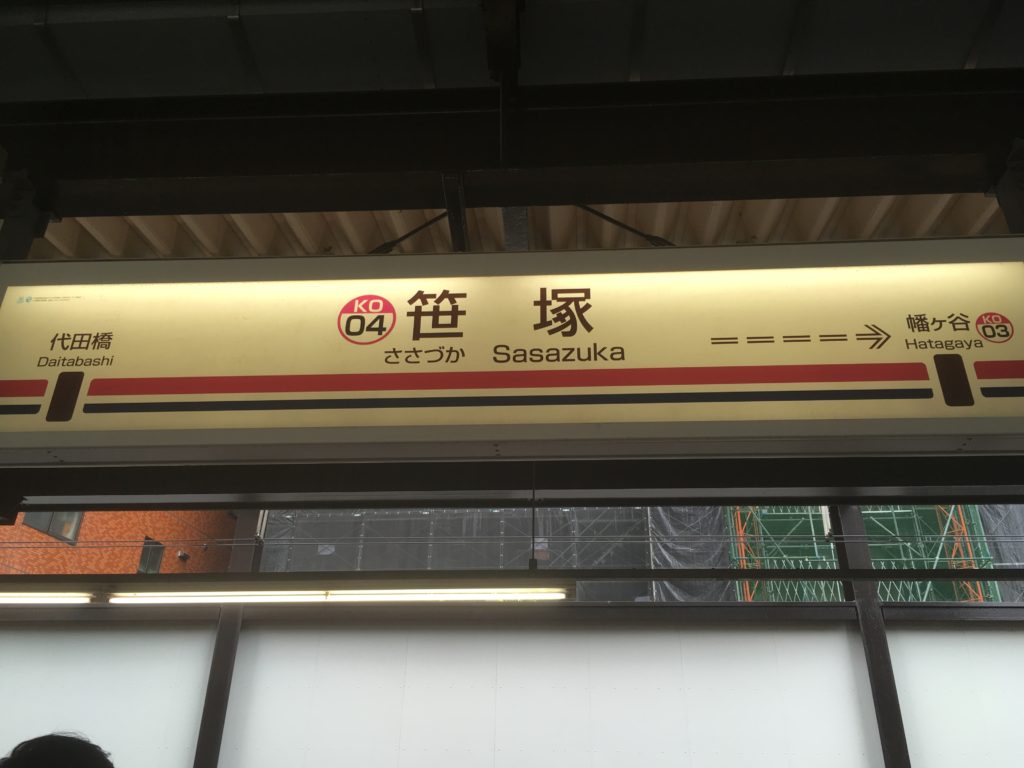 KO
04
笹塚
ささづか Sasazuka
代田橋
Daitabashi
幡ヶ谷
Hatagaya
KO
03